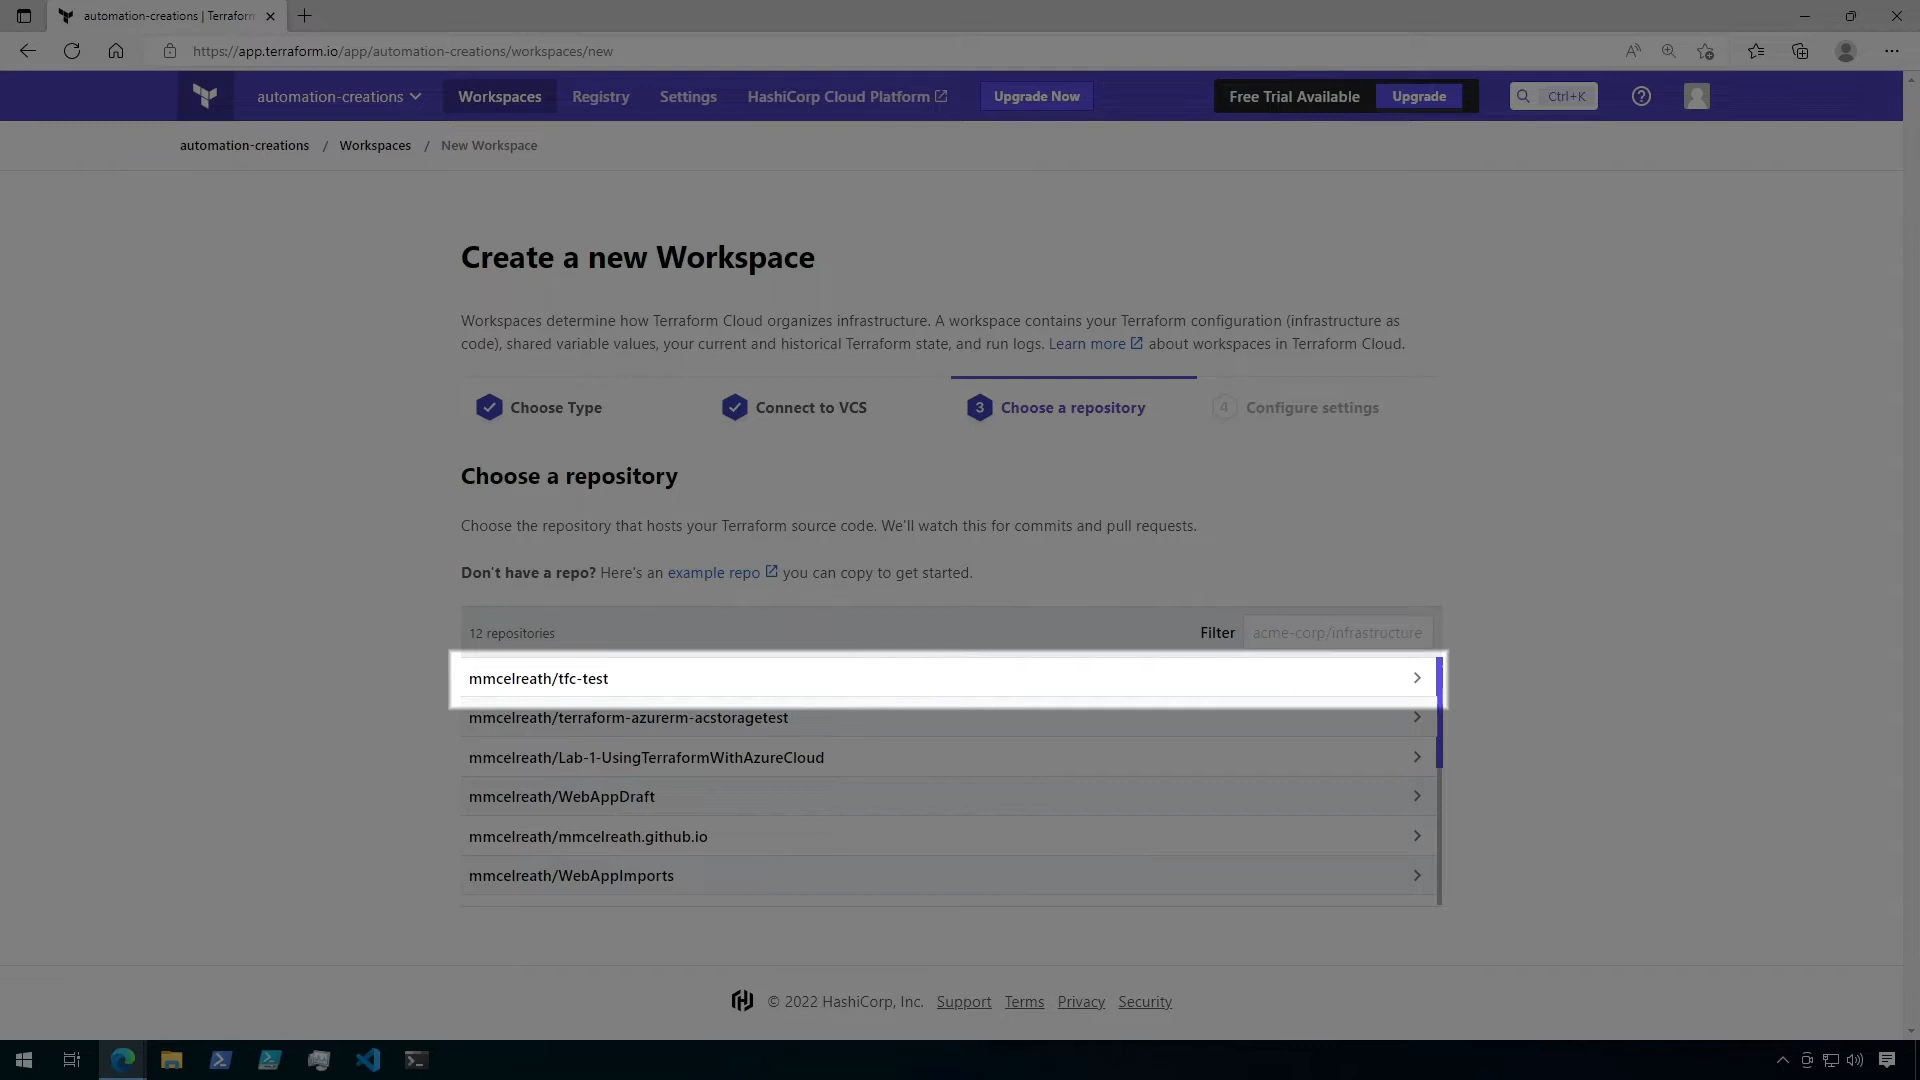 automation-creations | Terraform
https://app.terraform.io/app/automation-creations/workspaces/new
automation-creations
Workspaces
Registry
Settings
HashiCorp Cloud Platform
Upgrade Now
Free Trial Available
Upgrade
Ctrl+K
automation-creations / Workspaces / New Workspace
Create a new Workspace
Workspaces determine how Terraform Cloud organizes infrastructure. A workspace contains your Terraform configuration (infrastructure as
code), shared variable values, your current and historical Terraform state, and run logs. Learn more about workspaces in Terraform Cloud.
Choose Type
Connect to VCS
3 Choose a repository
4 Configure settings
Choose a repository
Choose the repository that hosts your Terraform source code. We'll watch this for commits and pull requests.
Don't have a repo? Here's an example repo you can copy to get started.
12 repositories
Filter
acme-corp/infrastructure
mmcelreath/tfc-test
mmcelreath/terraform-azurerm-acstoragetest
mmcelreath/Lab-1-UsingTerraformWithAzureCloud
mmcelreath/WebAppDraft
mmcelreath/mmcelreath.github.io
mmcelreath/WebAppImports
© 2022 HashiCorp, Inc. Support Terms Privacy Security